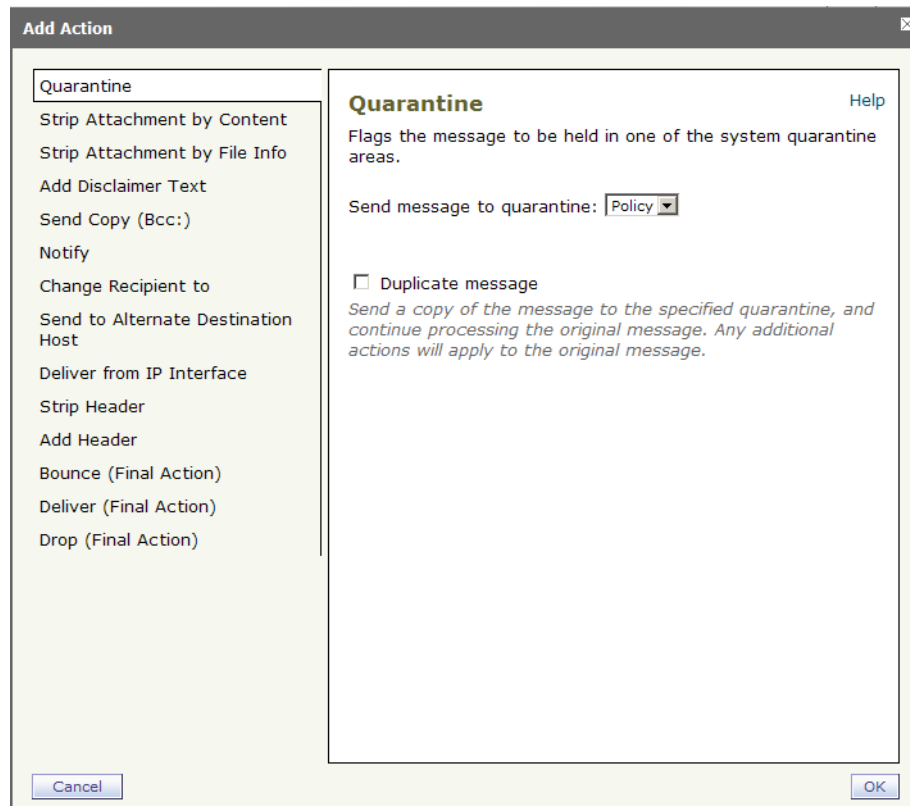 Add Action
Quarantine
Strip Attachment by Content
Strip Attachment by File Info
Add Disclaimer Text
Send Copy (Bcc:)
Notify
Change Recipient to
Send to Alternate Destination
Host
Deliver from IP Interface
Strip Header
Add Header
Bounce (Final Action)
Deliver (Final Action)
Drop (Final Action)
Quarantine
Help
Flags the message to be held in one of the system quarantine
areas.
Send message to quarantine: Policy
Duplicate message
Send a copy of the message to the specified quarantine, and
continue processing the original message. Any additional
actions will apply to the original message.
Cancel
OK